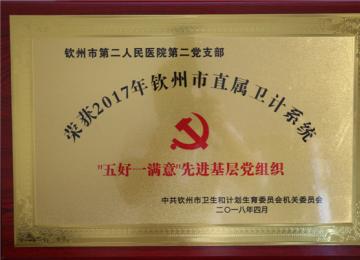 钦州市第二人民医院第二党支部
荣获2017年钦州市直属卫计系统
"五好一满意"先进基层党组织
中共钦州市卫生和计划生育委员会机关委员会
二〇一八年四月